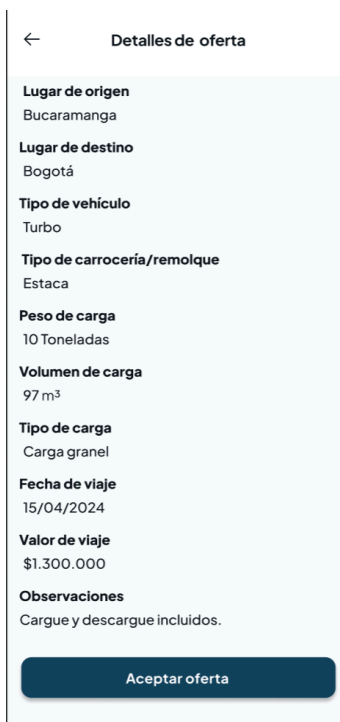 Detalles de oferta
Lugar de origen
Bucaramanga
Lugar de destino
Bogotá
Tipo de vehículo
Turbo
Tipo de carrocería/remolque
Estaca
Peso de carga
10 Toneladas
Volumen de carga
97 m³
Tipo de carga
Carga granel
Fecha de viaje
15/04/2024
Valor de viaje
$1.300.000
Observaciones
Cargue y descargue incluidos.
Aceptar oferta